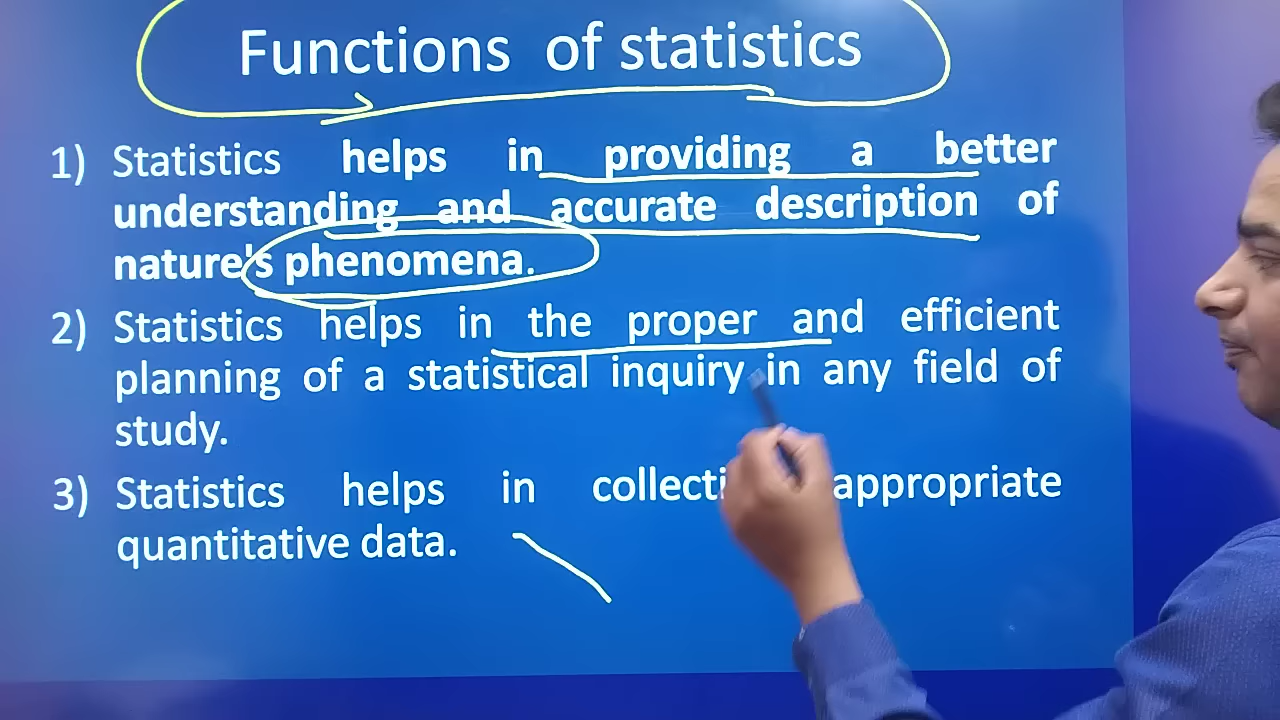 Functions of statistics
1) Statistics helps in providing a better
understanding and accurate description of
nature's phenomena.
2) Statistics helps in the proper and efficient
planning of a statistical inquiry in any field of
study.
3) Statistics helps in appropriate
quantitative data.